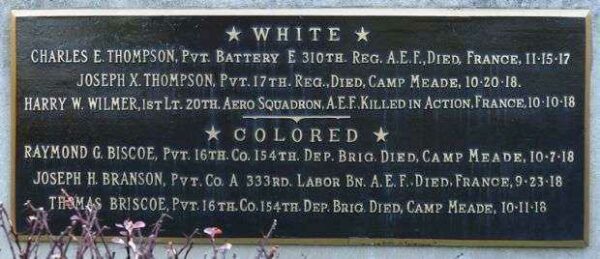 ★ WHITE ★
CHARLES E. THOMPSON, PVT. BATTERY E 310TH. REG. A.E.F., DIED, FRANCE, 11-15-17
JOSEPH X. THOMPSON, PVT. 17TH. REG., DIED, CAMP MEADE, 10-20-18.
HARRY W. WILMER, 1ST LT. 20TH. AERO SQUADRON, A.E.F. KILLED IN ACTION, FRANCE, 10-10-18
★ COLORED ★
RAYMOND G. BISCOE, PVT. 16TH. CO. 154TH. DEP. BRIG. DIED, CAMP MEADE, 10-7-18
JOSEPH H. BRANSON, PVT. CO. A 333RD. LABOR BN. A.E.F. DIED, FRANCE, 9-23-18
THOMAS BRISCOE, PVT. 16TH. CO. 154TH. DEP. BRIG. DIED, CAMP MEADE, 10-11-18